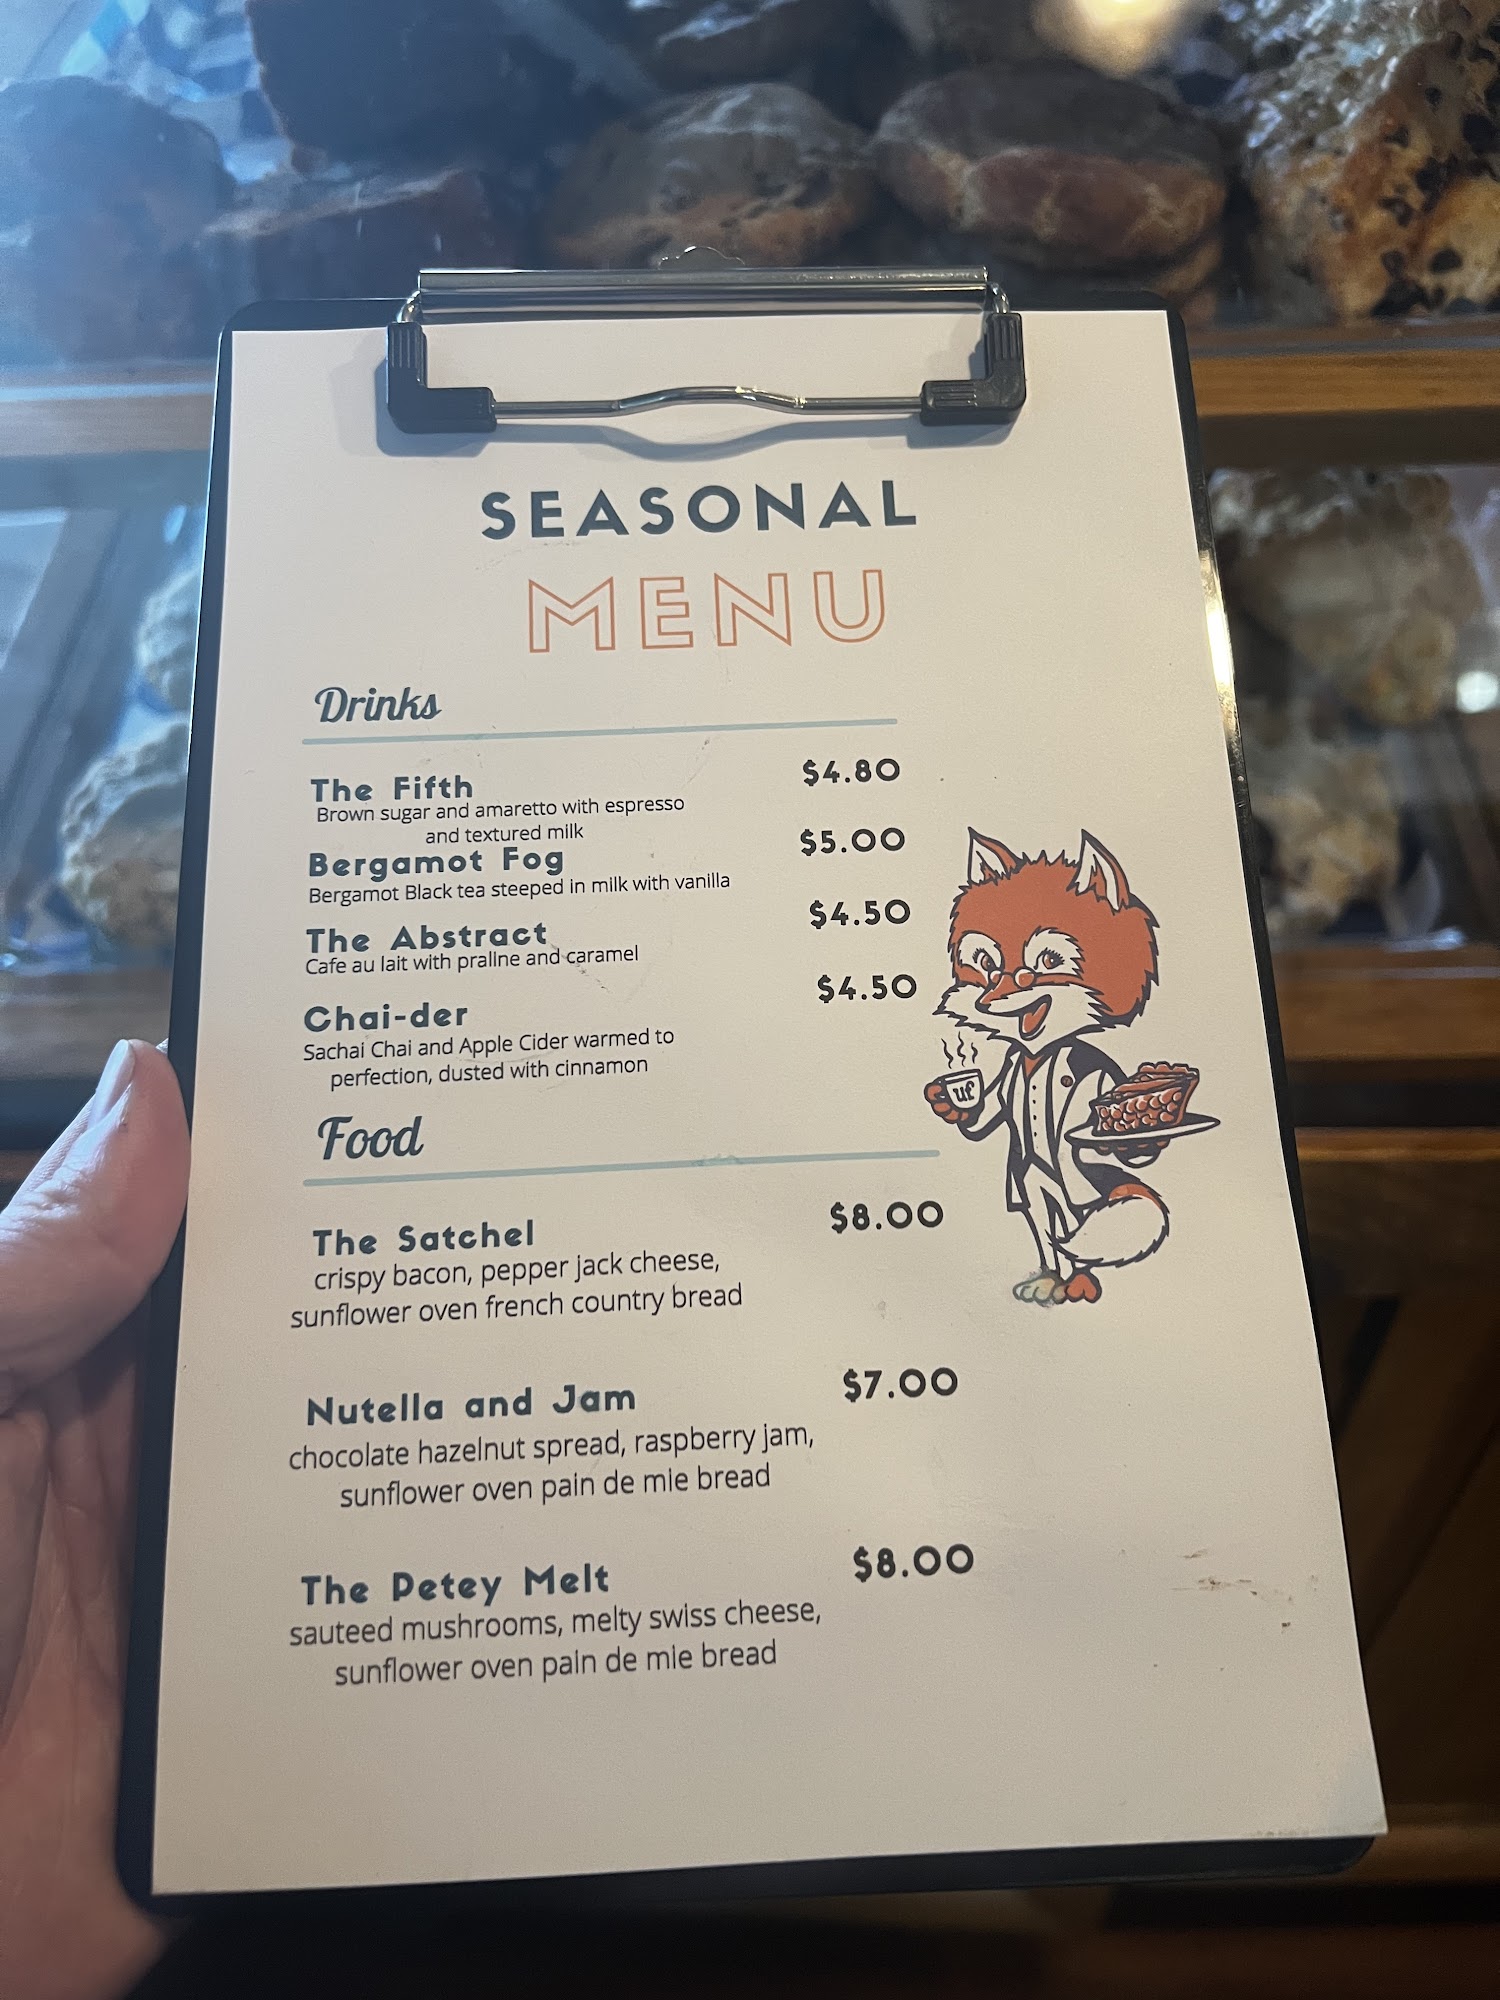 SEASONAL
MENU
Drinks
The Fifth $4.80
Brown sugar and amaretto with espresso
and textured milk
Bergamot Fog $5.00
Bergamot Black tea steeped in milk with vanilla
The Abstract $4.50
Cafe au lait with praline and caramel
Chai-der $4.50
Sachai Chai and Apple Cider warmed to
perfection, dusted with cinnamon
uf
Food
The Satchel $8.00
crispy bacon, pepper jack cheese,
sunflower oven french country bread
Nutella and Jam $7.00
chocolate hazelnut spread, raspberry jam,
sunflower oven pain de mie bread
The Petey Melt $8.00
sauteed mushrooms, melty swiss cheese,
sunflower oven pain de mie bread